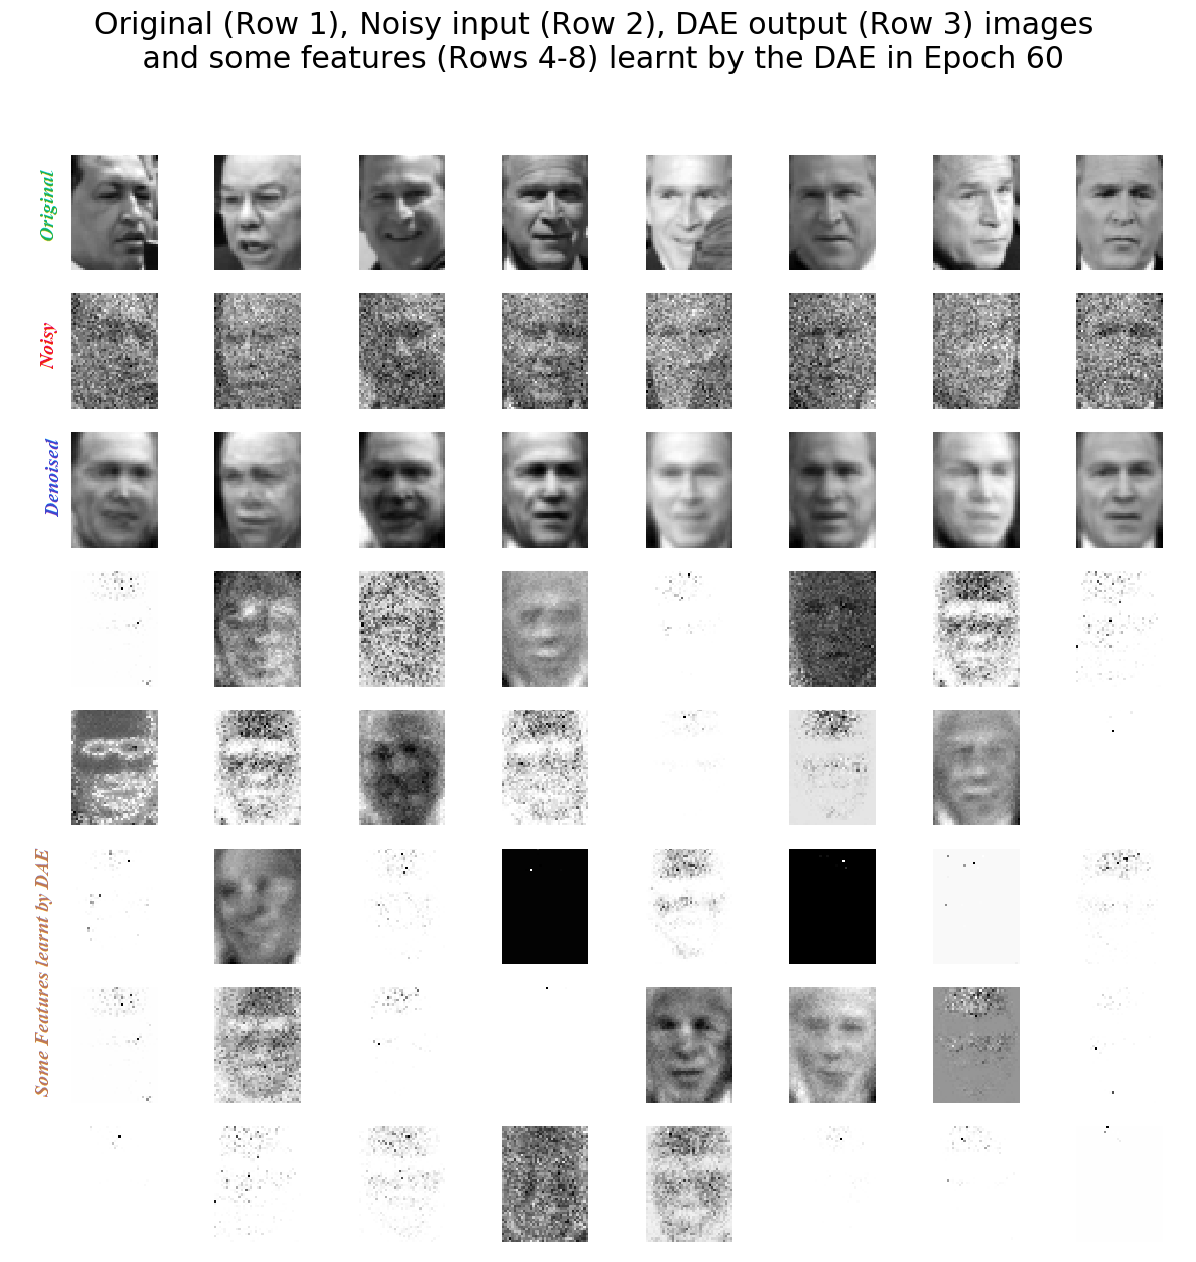 Original (Row 1), Noisy input (Row 2), DAE output (Row 3) images
and some features (Rows 4-8) learnt by the DAE in Epoch 60
Original
Noisy
Denoised
Some Features learnt by DAE